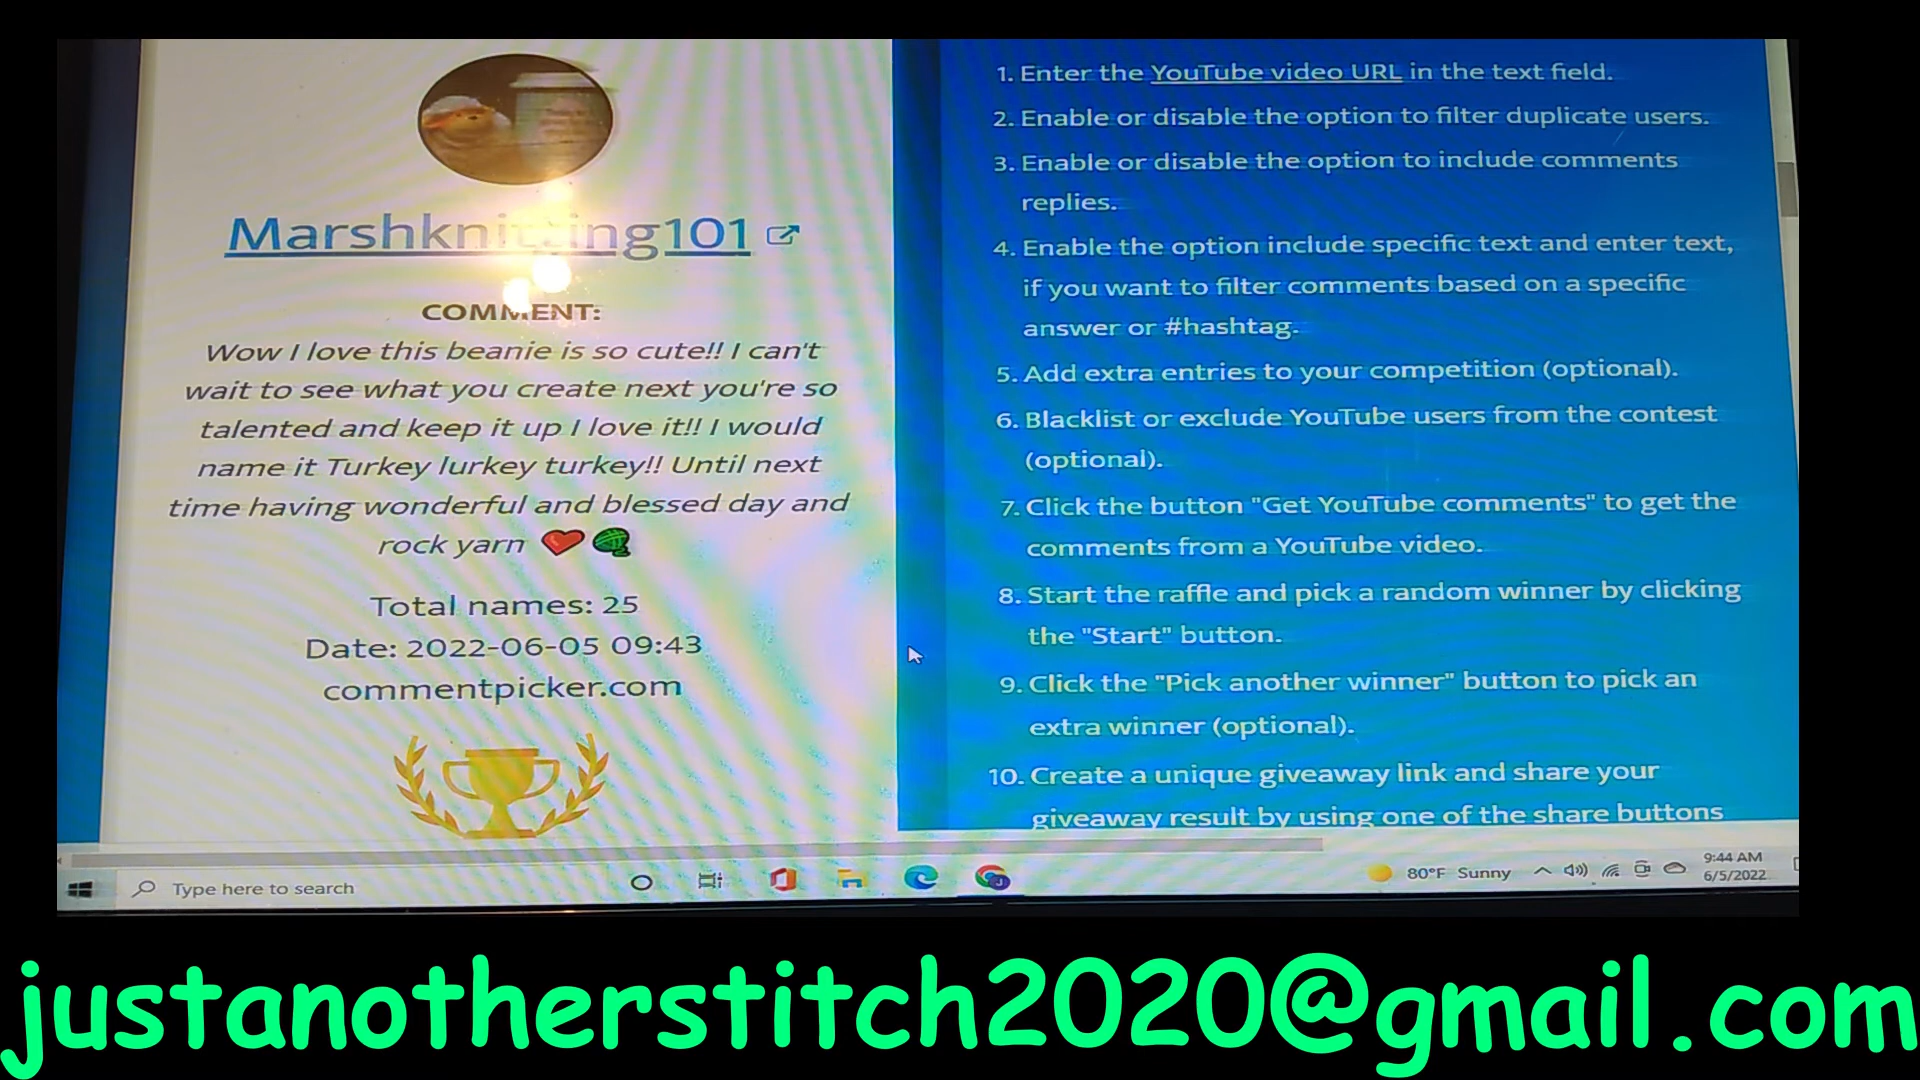 Marshknitting101
COMMENT:
Wow I love this beanie is so cute!! I can't
wait to see what you create next you're so
talented and keep it up I love it!! I would
name it Turkey lurkey turkey!! Until next
time having wonderful and blessed day and
rock yarn ❤️🧶
Total names: 25
Date: 2022-06-05 09:43
commentpicker.com
1. Enter the YouTube video URL in the text field.
2. Enable or disable the option to filter duplicate users.
3. Enable or disable the option to include comments
replies.
4. Enable the option include specific text and enter text,
if you want to filter comments based on a specific
answer or #hashtag.
5. Add extra entries to your competition (optional).
6. Blacklist or exclude YouTube users from the contest
(optional).
7. Click the button "Get YouTube comments" to get the
comments from a YouTube video.
8. Start the raffle and pick a random winner by clicking
the "Start" button.
9. Click the "Pick another winner" button to pick an
extra winner (optional).
10. Create a unique giveaway link and share your
giveaway result by using one of the share buttons
Type here to search
80°F Sunny
9:44 AM
6/5/2022
justanotherstitch2020@gmail.com